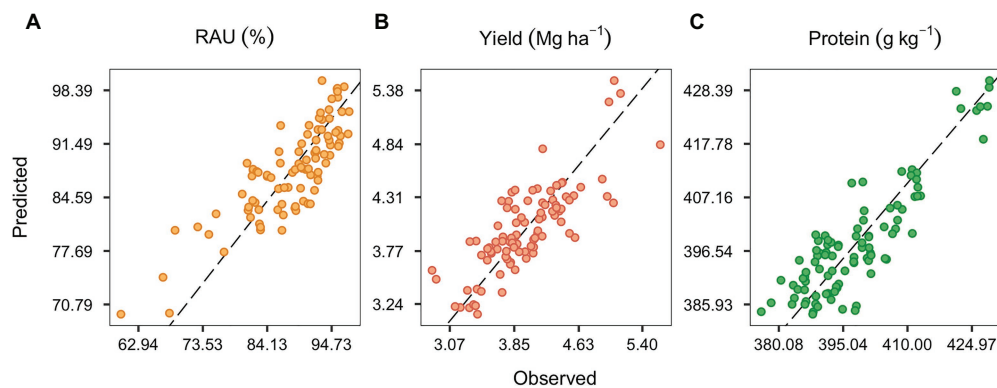 A
RAU (%)
B
Yield (Mg ha⁻¹)
C
Protein (g kg⁻¹)
Predicted
98.39
91.49
84.59
77.69
70.79
62.94 73.53 84.13 94.73
5.38
4.84
4.31
3.77
3.24
3.07 3.85 4.63 5.40
428.39
417.78
407.16
396.54
385.93
380.08 395.04 410.00 424.97
Observed